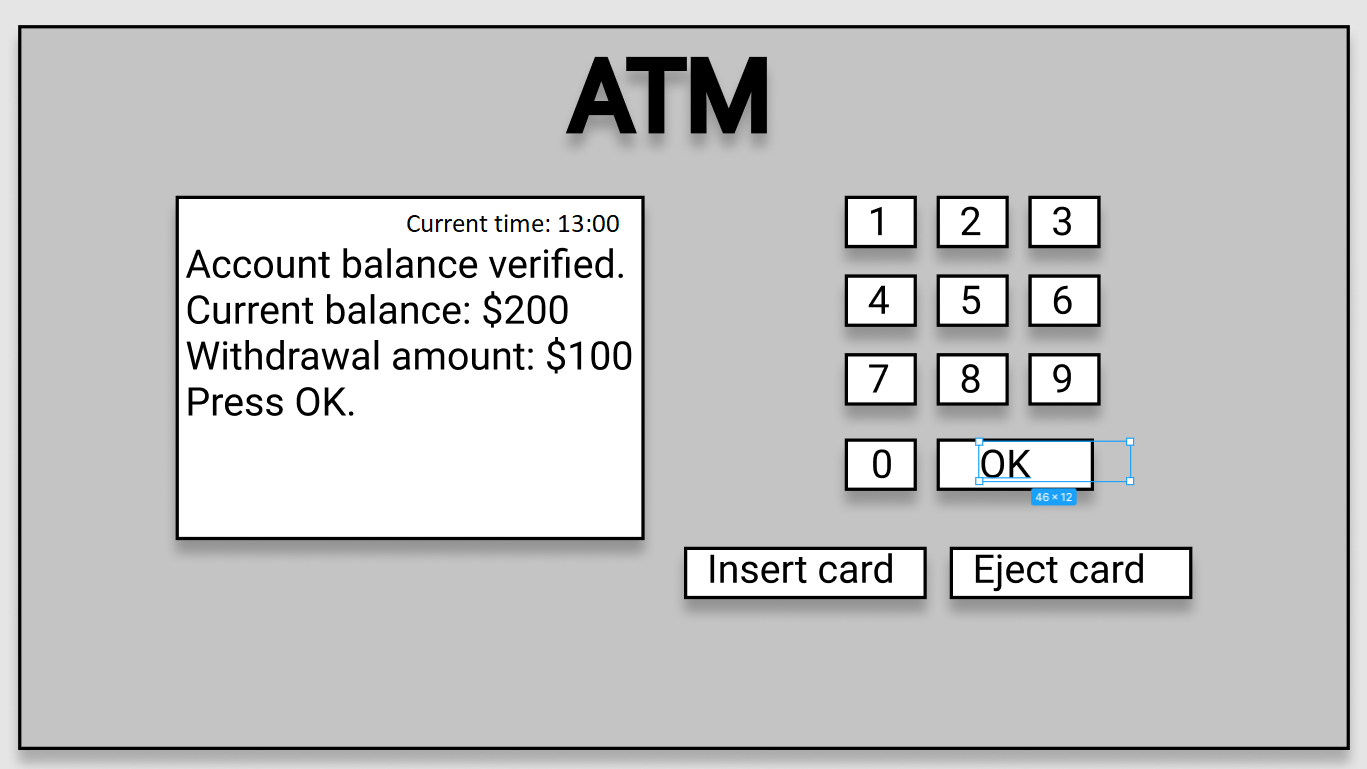 ATM
Current time: 13:00
Account balance verified.
Current balance: $200
Withdrawal amount: $100
Press OK.
1 2 3
4 5 6
7 8 9
0 OK
46 × 12
Insert card Eject card